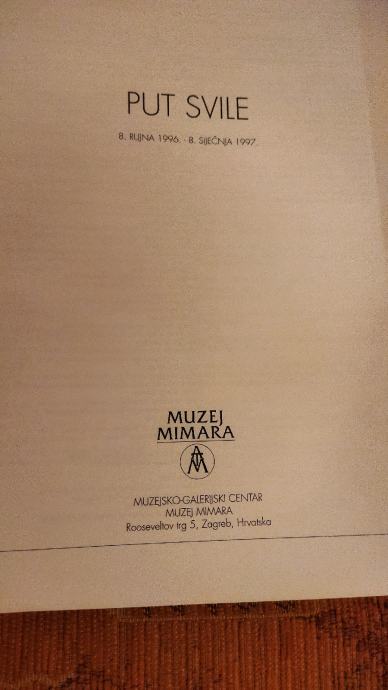 PUT SVILE
8. RUJNA 1996. - 8. SIJEČNJA 1997.
MUZEJ
MIMARA
MUZEJSKO-GALERIJSKI CENTAR
MUZEJ MIMARA
Rooseveltov trg 5, Zagreb, Hrvatska